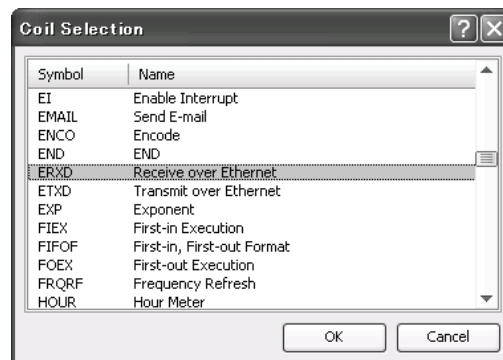 Coil Selection
Symbol Name
EI Enable Interrupt
EMAIL Send E-mail
ENCO Encode
END END
ERXD Receive over Ethernet
ETXD Transmit over Ethernet
EXP Exponent
FIEX First-in Execution
FIFOF First-in, First-out Format
FOEX First-out Execution
FRQRF Frequency Refresh
HOUR Hour Meter
OK Cancel